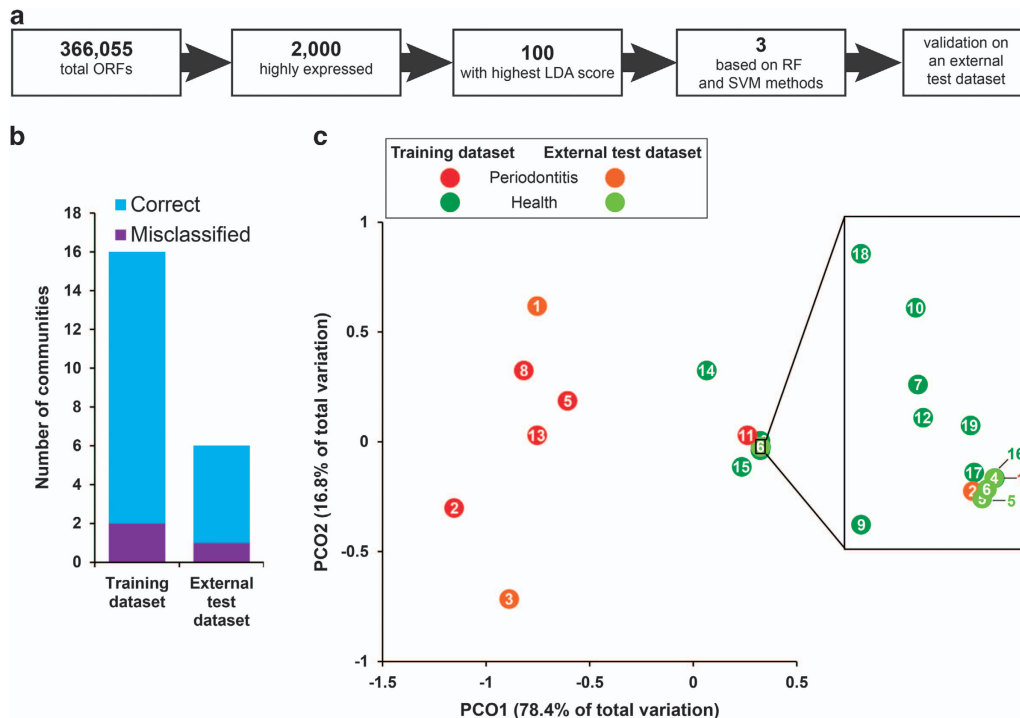 a
366,055
total ORFs
2,000
highly expressed
100
with highest LDA score
3
based on RF
and SVM methods
validation on
an external
test dataset
b
Correct
Misclassified
Number of communities
18
16
14
12
10
8
6
4
2
0
Training
dataset
External
test
dataset
c
Training dataset External test dataset
Periodontitis
Health
PCO2 (16.8% of total variation)
1
0.5
0
-0.5
-1
-1.5
-1
-0.5
0
0.5
PCO1 (78.4% of total variation)
1
8
5
13
2
3
14
11
6
15
18
10
7
12
19
17
16
4
2
6
5
9